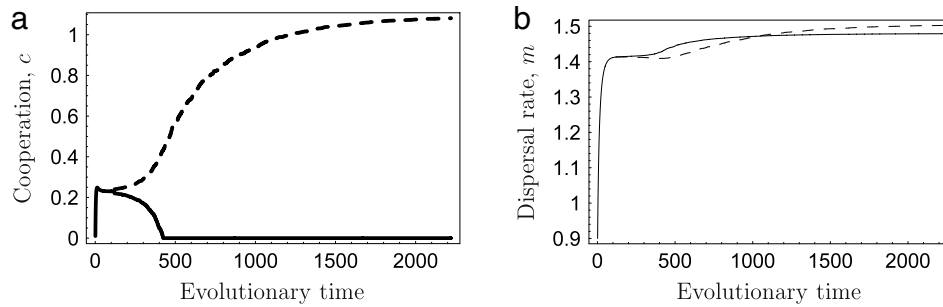 a
1
0.8
0.6
0.4
0.2
0
Cooperation, c
0 500 1000 1500 2000
Evolutionary time
b
1.5
1.4
1.3
1.2
1.1
1
0.9
Dispersal rate, m
0 500 1000 1500 2000
Evolutionary time